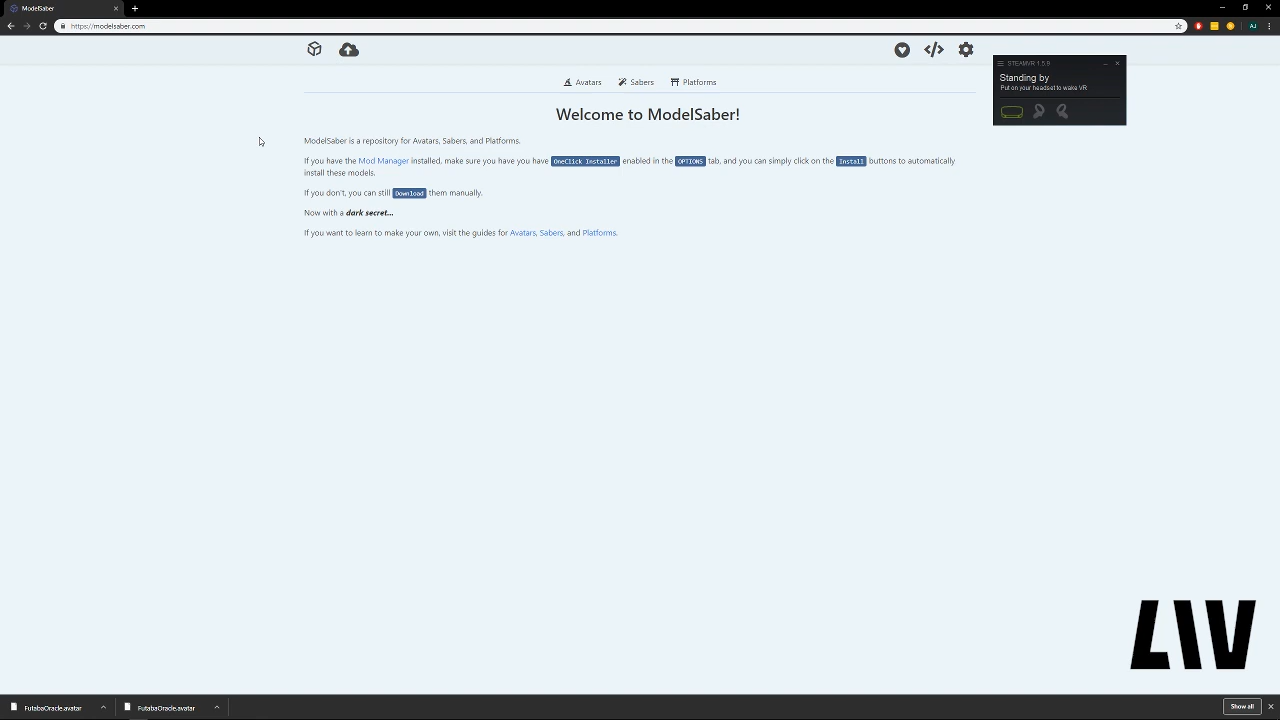 ModelSaber
https://modelsaber.com
STEAMVR 1.5.9
Standing by
Put on your headset to wake VR
Avatars Sabers Platforms
Welcome to ModelSaber!
ModelSaber is a repository for Avatars, Sabers, and Platforms.
If you have the Mod Manager installed, make sure you have you have OneClick Installer enabled in the OPTIONS tab, and you can simply click on the Install buttons to automatically
install these models.
If you don't, you can still Download them manually.
Now with a dark secret...
If you want to learn to make your own, visit the guides for Avatars, Sabers, and Platforms.
LIV
FutabaOracle.avatar FutabaOracle.avatar Show all